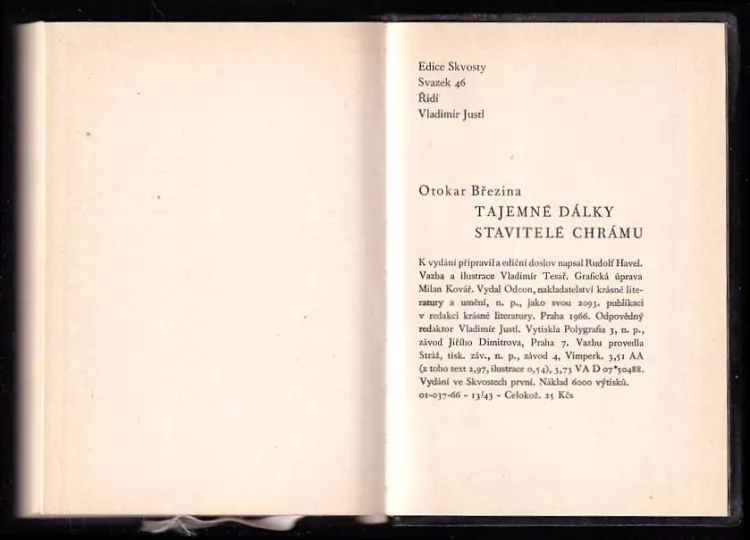 Edice Skvosty
Svazek 46
Řídí
Vladimír Justl
Otokar Březina
TAJEMNÉ DÁLKY
STAVITELÉ CHRÁMU
K vydání připravil a ediční doslov napsal Rudolf Havel.
Vazba a ilustrace Vladimír Tesař. Grafická úprava
Milan Kovář. Vydal Odeon, nakladatelství krásné lite-
ratury a umění, n. p., jako svou 2093. publikaci
v redakci krásné literatury. Praha 1966. Odpovědný
redaktor Vladimír Justl. Vytiskla Polygrafia 3, n. p.,
závod Jiřího Dimitrova, Praha 7. Vazbu provedla
Stráž, tisk. záv., n. p., závod 4, Vimperk. 3,51 AA
(z toho text 2,97, ilustrace 0,54), 3,73 VA D 07*50488.
Vydání ve Skvostech první. Náklad 6000 výtisků.
01-037-66 - 13/43 - Celokož. 25 Kčs